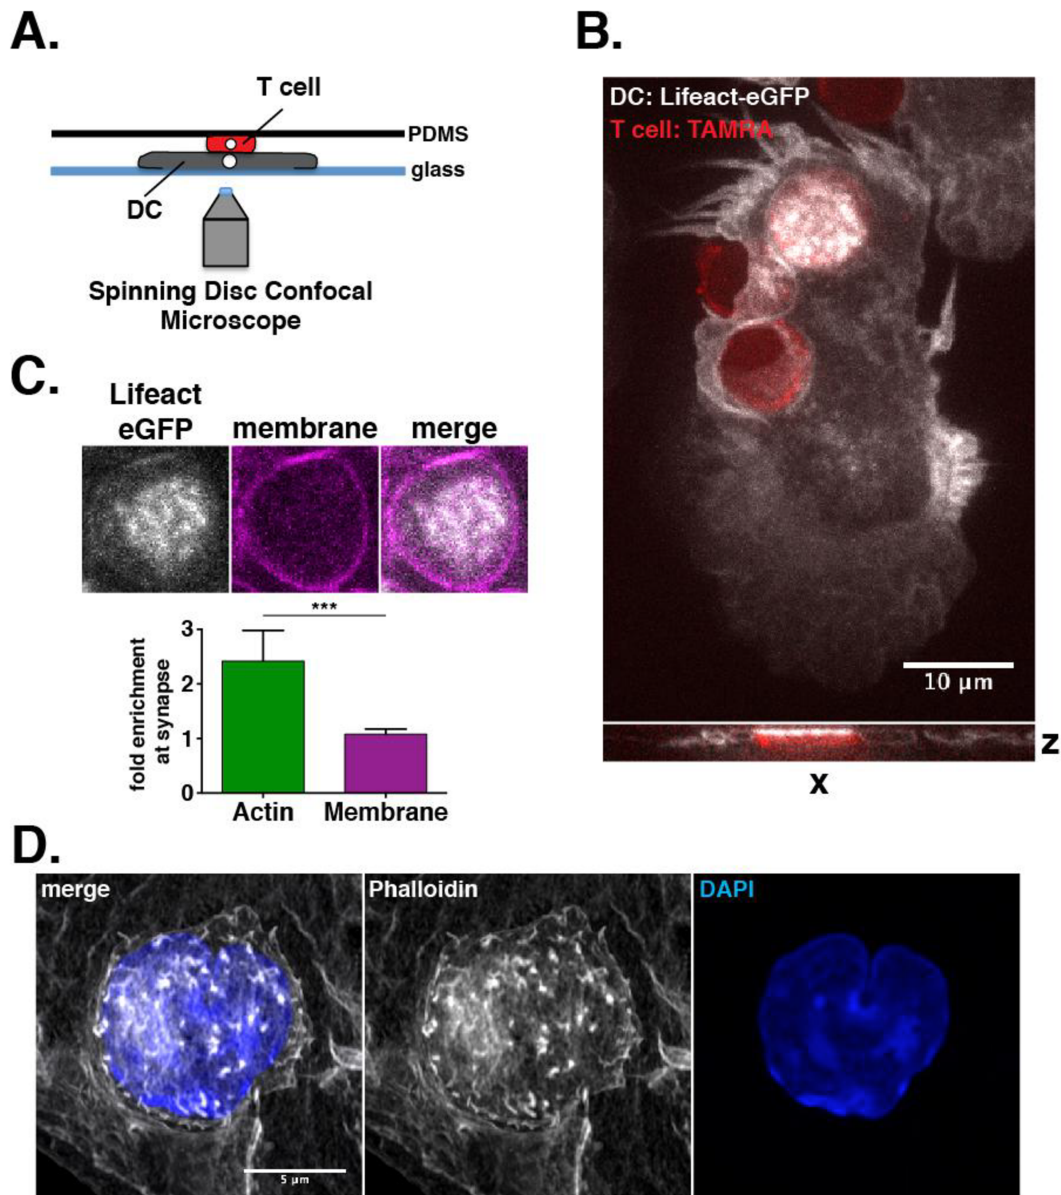 A.
T cell
PDMS
glass
DC
Spinning Disc Confocal
Microscope
B.
DC: Lifeact-eGFP
T cell: TAMRA
10 µm
z
x
C.
Lifeact
eGFP
membrane
merge
***
fold enrichment
at synapse
3
2
1
0
Actin
Membrane
D.
merge
Phalloidin
DAPI
5 µm